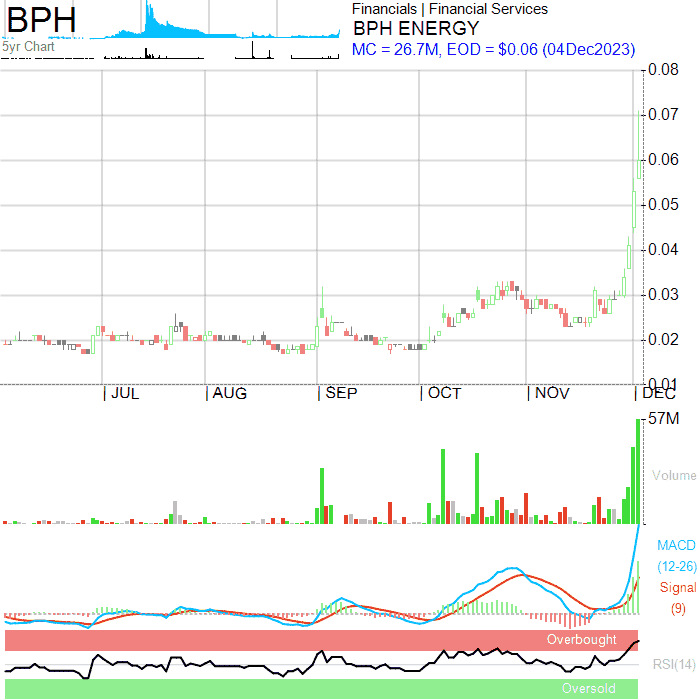 BPH
5yr Chart
Financials | Financial Services
BPH ENERGY
MC = 26.7M, EOD = $0.06 (04Dec2023)
0.08
0.07
0.06
0.05
0.04
0.03
0.02
0.01
JUL AUG SEP OCT NOV DEC
57M
Volume
MACD
(12-26)
Signal
(9)
Overbought
RSI(14)
Oversold